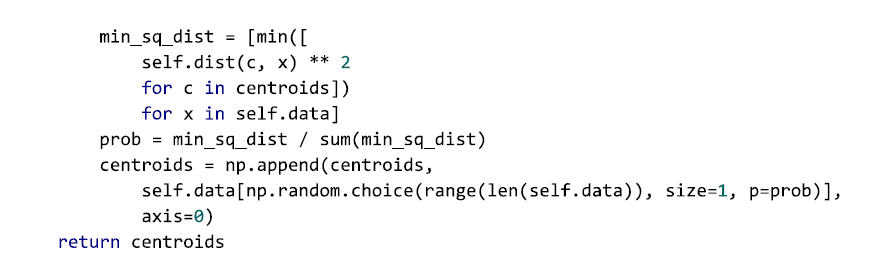 min_sq_dist = [min([
self.dist(c, x) ** 2
for c in centroids])
for x in self.data]
prob = min_sq_dist / sum(min_sq_dist)
centroids = np.append(centroids,
self.data[np.random.choice(range(len(self.data)), size=1, p=prob)],
axis=0)
return centroids